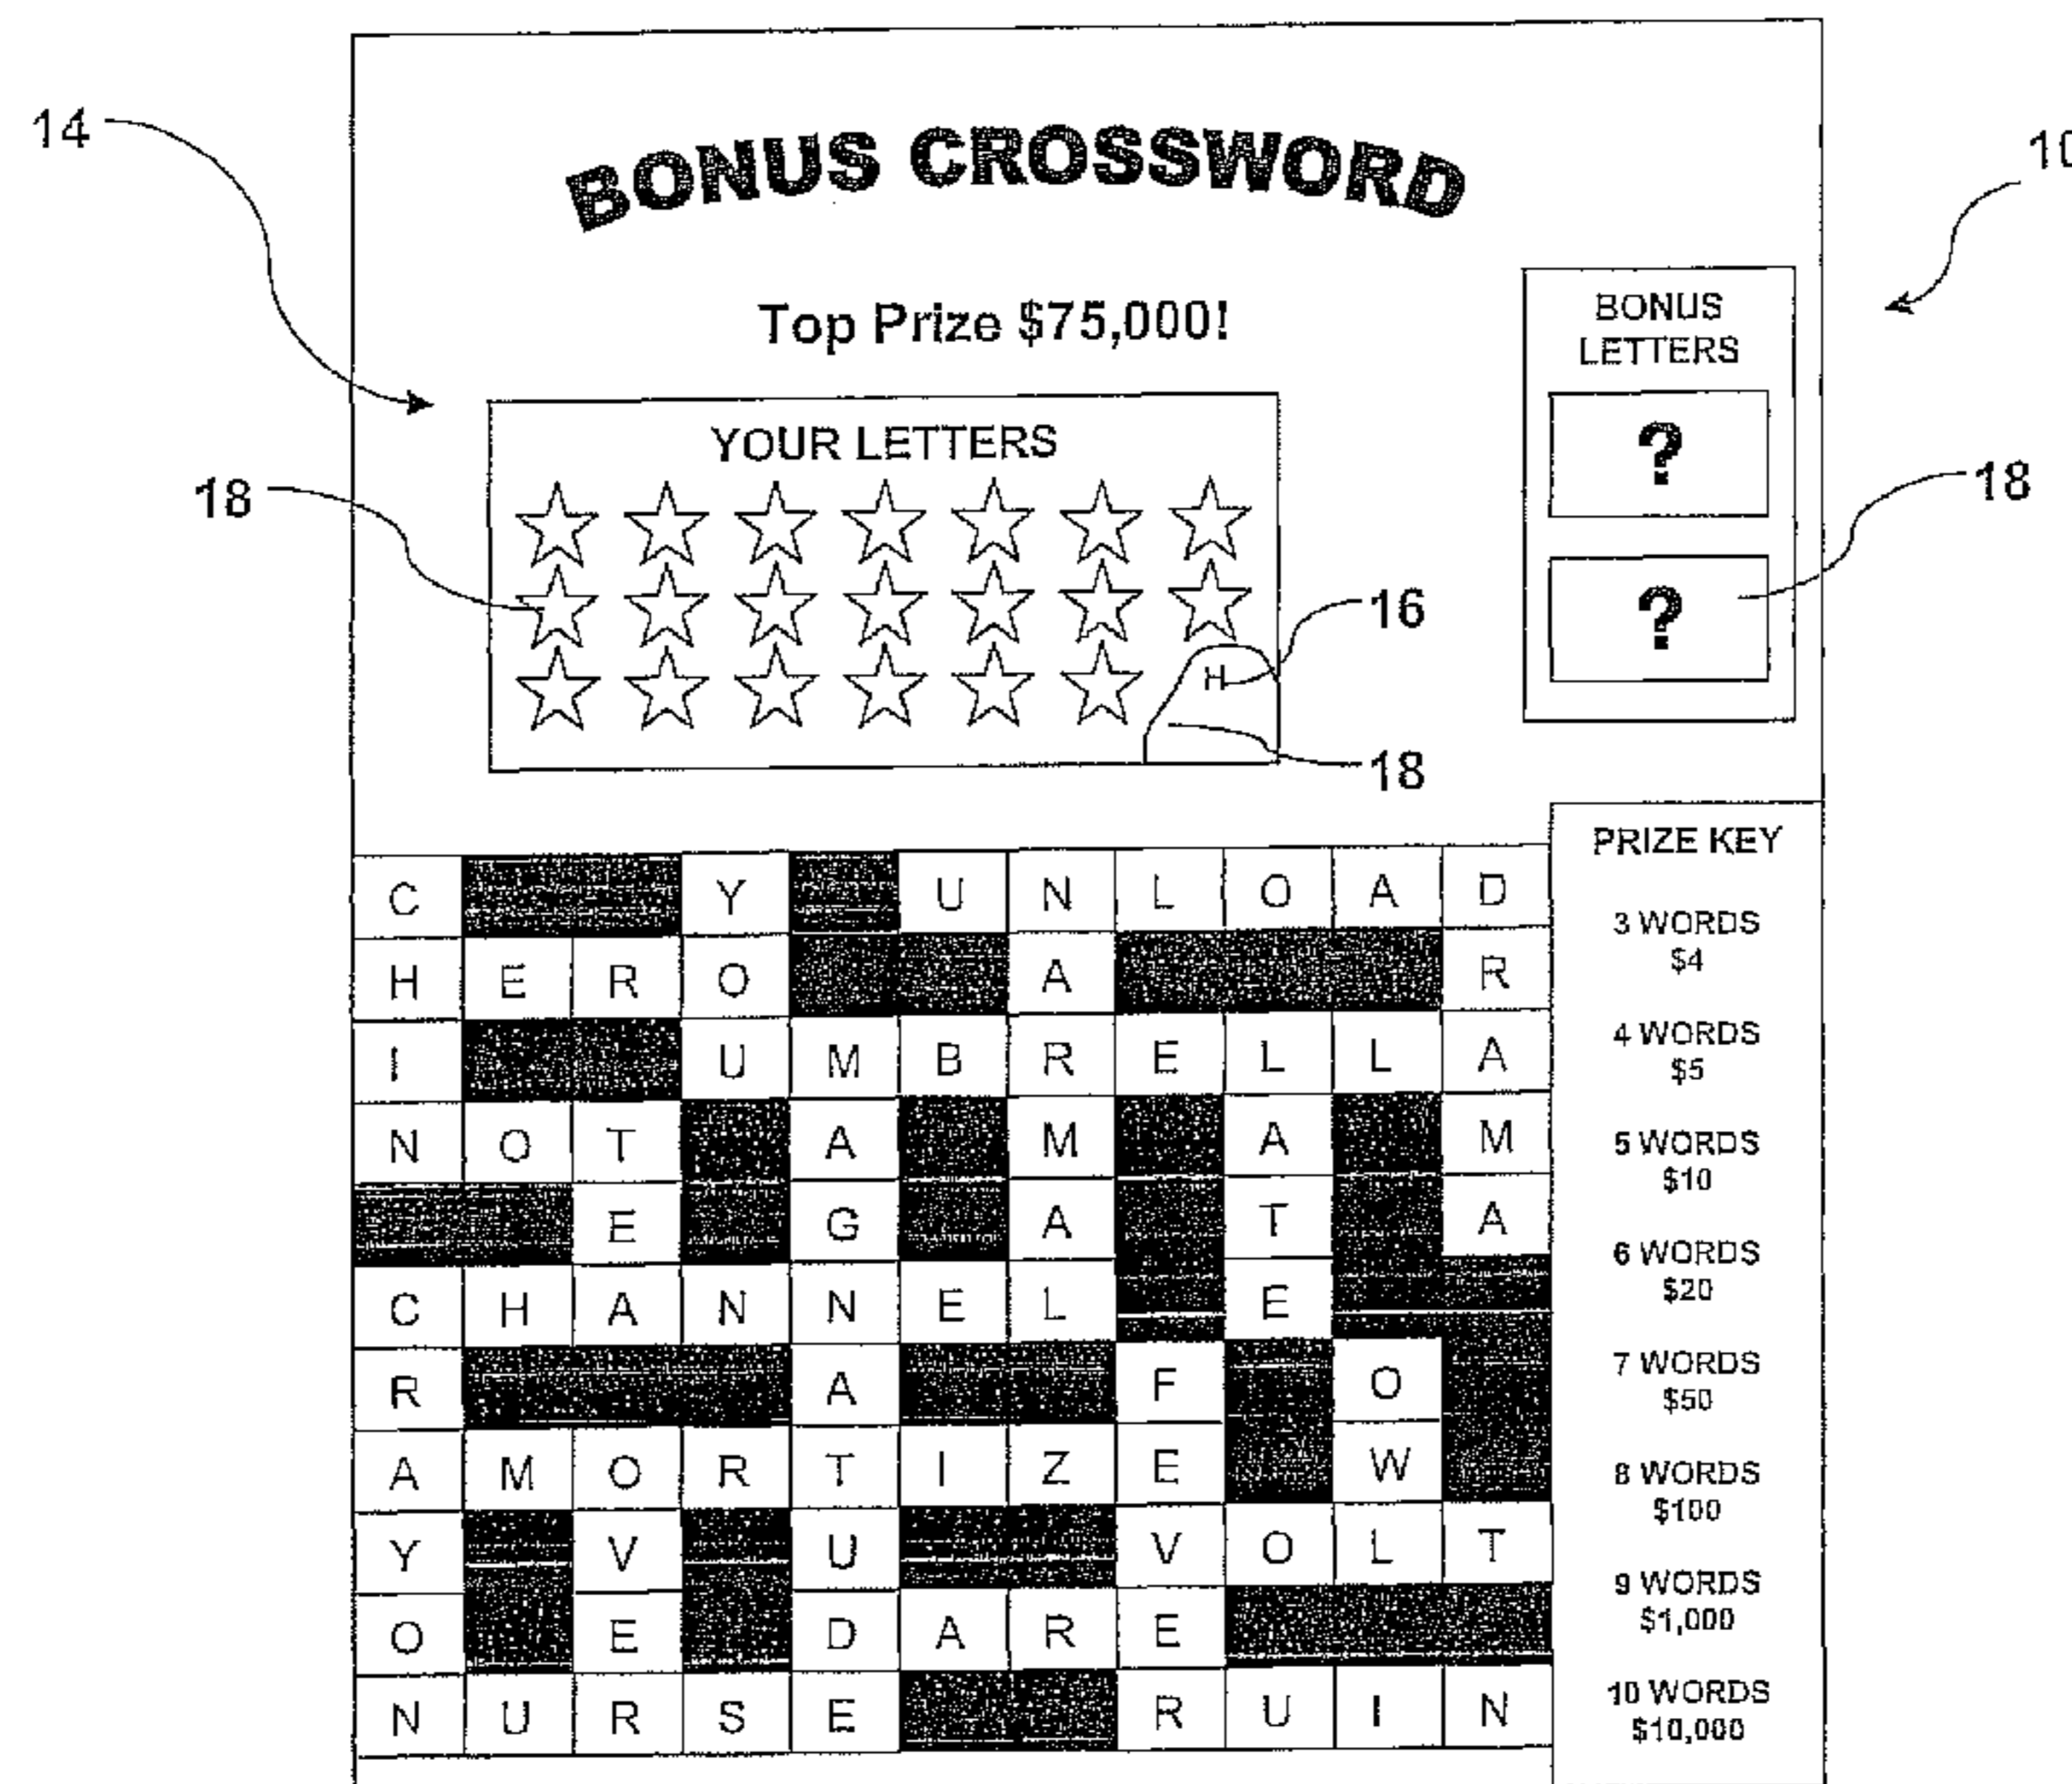 14
10
BONUS CROSSWORD
Top Prize $75,000!
BONUS
LETTERS
?
?
18
YOUR LETTERS
18
H
16
18
C Y U N L O A D
H E R O A R
I U M B R E L L A
N O T A M A M
E G A T A
C H A N N E L E
R A F O
A M O R T I Z E W
Y V U V O L T
O E D A R E
N U R S E R U I N
PRIZE KEY
3 WORDS
$4
4 WORDS
$5
5 WORDS
$10
6 WORDS
$20
7 WORDS
$50
8 WORDS
$100
9 WORDS
$1,000
10 WORDS
$10,000